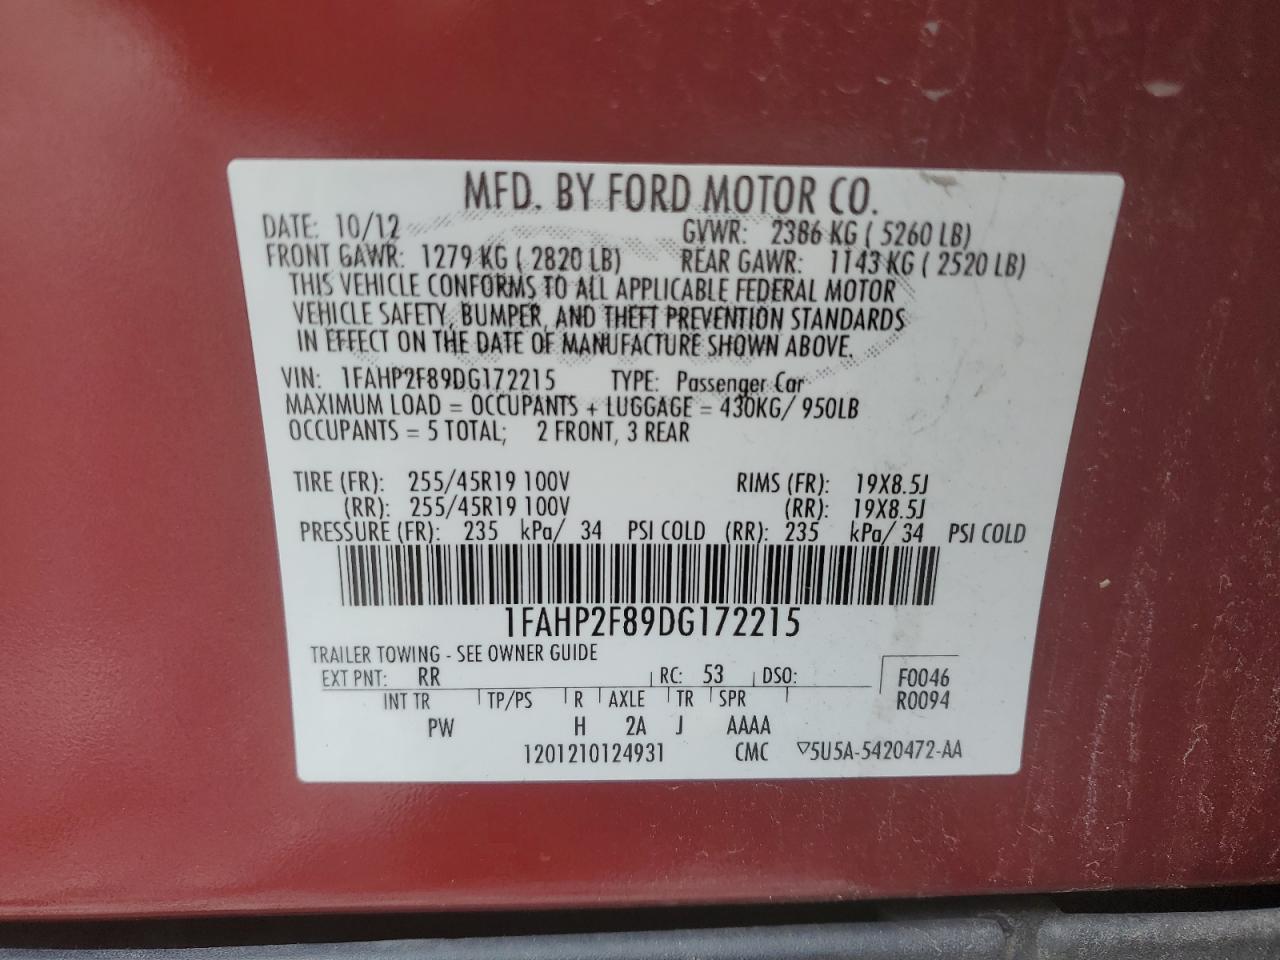 MFD. BY FORD MOTOR CO.
DATE: 10/12 GVWR: 2386 KG ( 5260 LB)
FRONT GAWR: 1279 KG ( 2820 LB) REAR GAWR: 1143 KG ( 2520 LB)
THIS VEHICLE CONFORMS TO ALL APPLICABLE FEDERAL MOTOR
VEHICLE SAFETY, BUMPER, AND THEFT PREVENTION STANDARDS
IN EFFECT ON THE DATE OF MANUFACTURE SHOWN ABOVE.
VIN: 1FAHP2F89DG172215 TYPE: Passenger Car
MAXIMUM LOAD = OCCUPANTS + LUGGAGE = 430KG/ 950LB
OCCUPANTS = 5 TOTAL; 2 FRONT, 3 REAR
TIRE (FR): 255/45R19 100V RIMS (FR): 19X8.5J
(RR): 255/45R19 100V (RR): 19X8.5J
PRESSURE (FR): 235 kPa/ 34 PSI COLD (RR): 235 kPa/ 34 PSI COLD
1FAHP2F89DG172215
TRAILER TOWING - SEE OWNER GUIDE
EXT PNT: RR RC: 53 DSO: F0046
INT TR TP/PS R AXLE TR SPR R0094
PW H 2A J AAAA
1201210124931 CMC ▽5U5A-5420472-AA